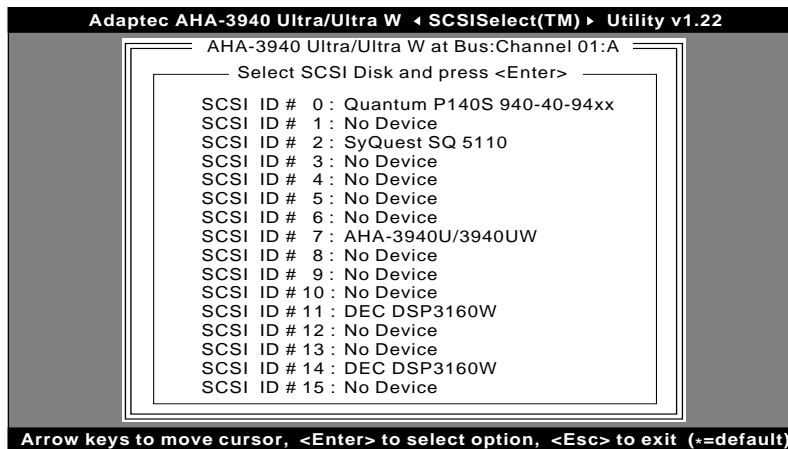 Adaptec AHA-3940 Ultra/Ultra W ◂ SCSISelect(TM) ▸ Utility v1.22
AHA-3940 Ultra/Ultra W at Bus:Channel 01:A
Select SCSI Disk and press <Enter>
SCSI ID # 0 : Quantum P140S 940-40-94xx
SCSI ID # 1 : No Device
SCSI ID # 2 : SyQuest SQ 5110
SCSI ID # 3 : No Device
SCSI ID # 4 : No Device
SCSI ID # 5 : No Device
SCSI ID # 6 : No Device
SCSI ID # 7 : AHA-3940U/3940UW
SCSI ID # 8 : No Device
SCSI ID # 9 : No Device
SCSI ID # 10 : No Device
SCSI ID # 11 : DEC DSP3160W
SCSI ID # 12 : No Device
SCSI ID # 13 : No Device
SCSI ID # 14 : DEC DSP3160W
SCSI ID # 15 : No Device
Arrow keys to move cursor, <Enter> to select option, <Esc> to exit (*=default)